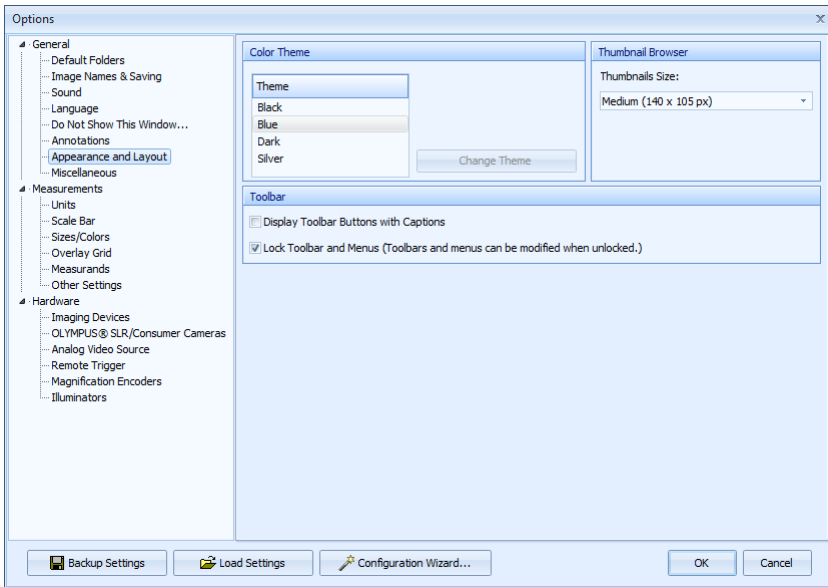 Options
General
Default Folders
Image Names & Saving
Sound
Language
Do Not Show This Window...
Annotations
Appearance and Layout
Miscellaneous
Measurements
Units
Scale Bar
Sizes/Colors
Overlay Grid
Measurands
Other Settings
Hardware
Imaging Devices
OLYMPUS® SLR/Consumer Cameras
Analog Video Source
Remote Trigger
Magnification Encoders
Illuminators
Color Theme
Theme
Black
Blue
Dark
Silver
Change Theme
Thumbnail Browser
Thumbnails Size:
Medium (140 x 105 px)
Toolbar
Display Toolbar Buttons with Captions
Lock Toolbar and Menus (Toolbars and menus can be modified when unlocked.)
Backup Settings
Load Settings
Configuration Wizard...
OK
Cancel